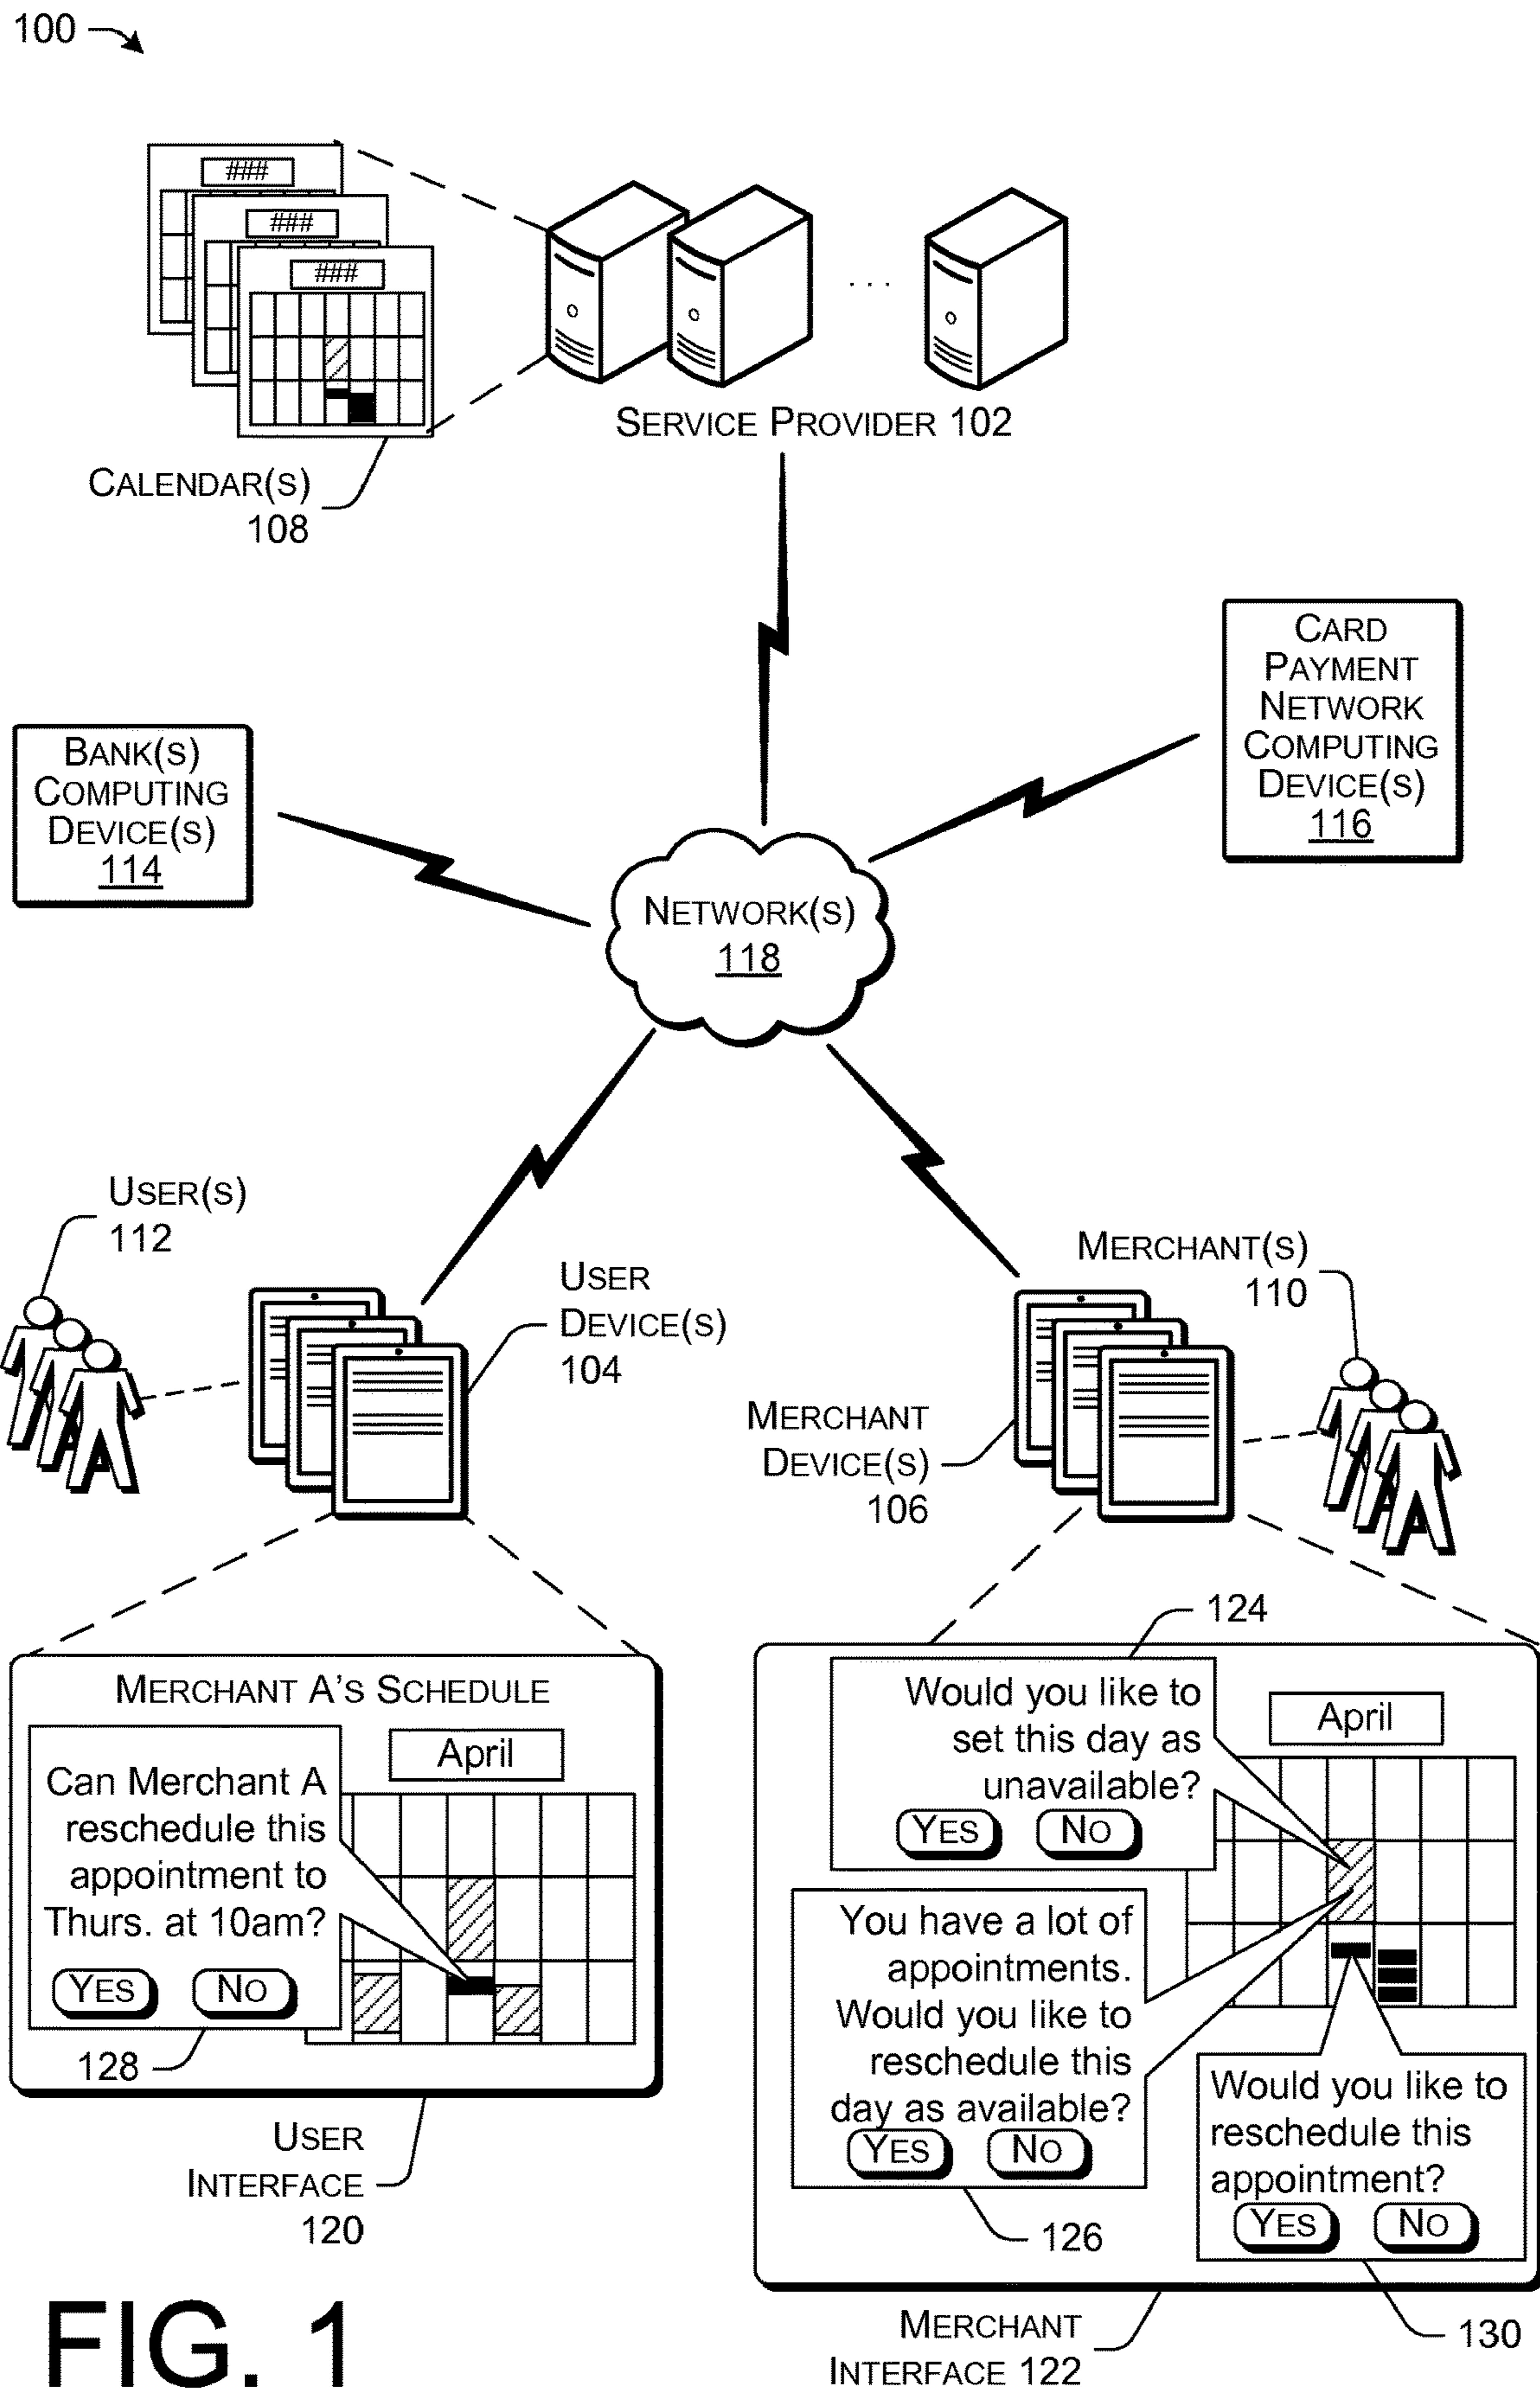 100
###
###
###
SERVICE PROVIDER 102
CALENDAR(S)
108
CARD
PAYMENT
NETWORK
COMPUTING
DEVICE(S)
116
BANK(S)
COMPUTING
DEVICE(S)
114
NETWORK(S)
118
USER(S)
112
USER
DEVICE(S)
104
MERCHANT(S)
110
MERCHANT
DEVICE(S)
106
MERCHANT A'S SCHEDULE
April
Can Merchant A
reschedule this
appointment to
Thurs. at 10am?
YES NO
128
USER
INTERFACE
120
124
Would you like to
set this day as
unavailable?
YES NO
April
You have a lot of
appointments.
Would you like to
reschedule this
day as available?
YES NO
126
Would you like to
reschedule this
appointment?
YES NO
130
MERCHANT
INTERFACE 122
FIG. 1